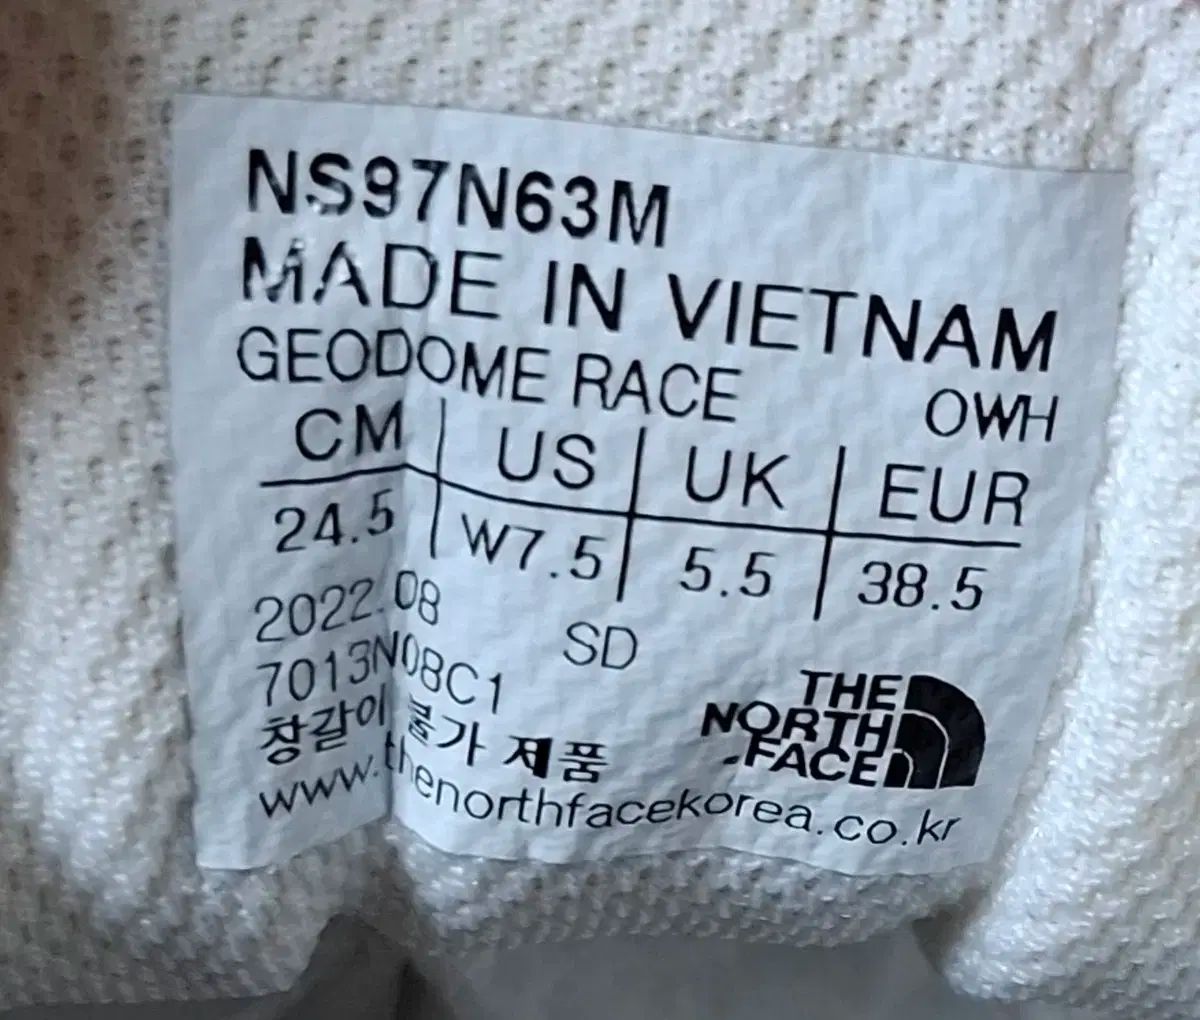 NS97N63M
MADE IN VIETNAM
GEODOME RACE OWH
CM US UK EUR
24.5 W7.5 5.5 38.5
2022.08 SD
7013N08C1
창갈이 불가 제품
www.thenorthfacekorea.co.kr
THE
NORTH
FACE